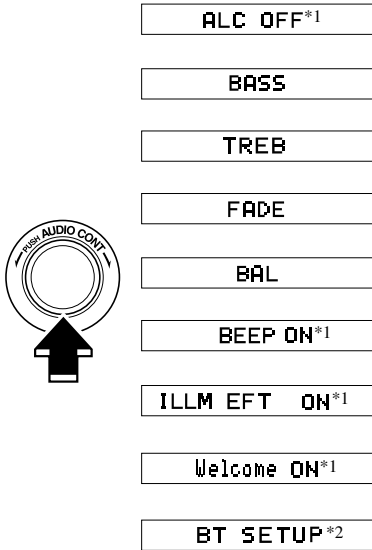 ALC OFF*1
BASS
TREB
FADE
PUSH AUDIO CONT
BAL
BEEP ON*1
ILLM EFT ON*1
Welcome ON*1
BT SETUP*2